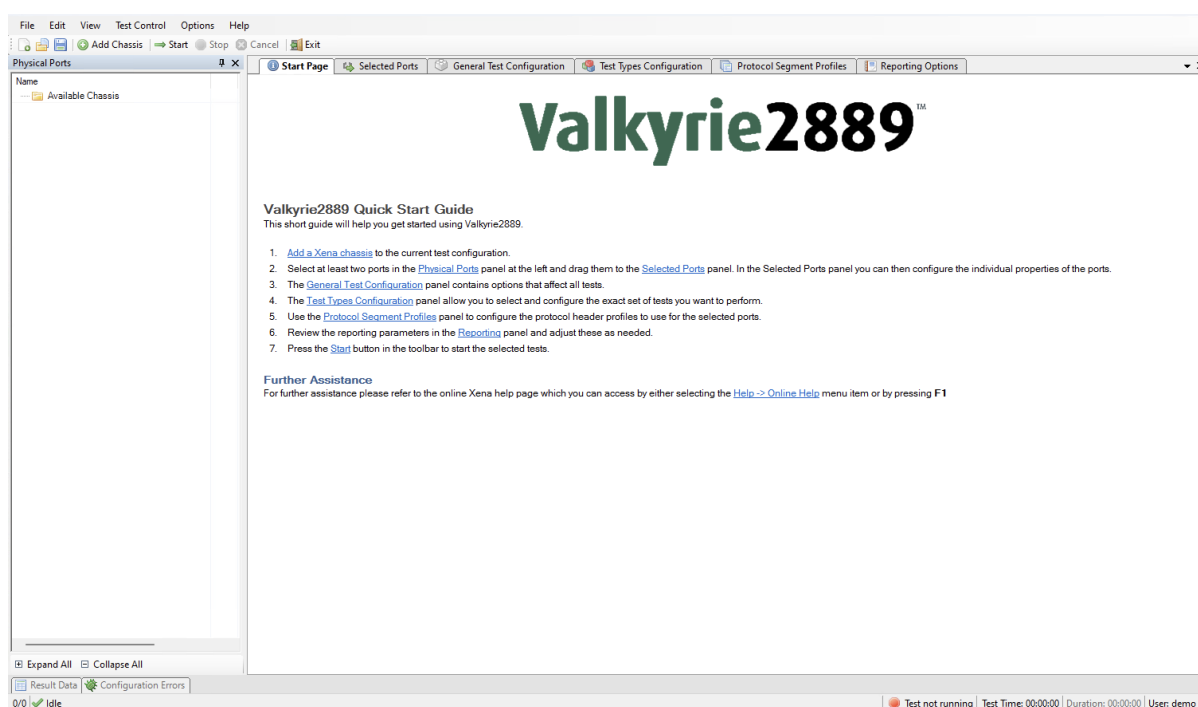 File Edit View Test Control Options Help
Add Chassis Start Stop Cancel Exit
Physical Ports
Start Page Selected Ports General Test Configuration Test Types Configuration Protocol Segment Profiles Reporting Options
Name
Available Chassis
Valkyrie2889™
Valkyrie2889 Quick Start Guide
This short guide will help you get started using Valkyrie2889.
1. Add a Xena chassis to the current test configuration.
2. Select at least two ports in the Physical Ports panel at the left and drag them to the Selected Ports panel. In the Selected Ports panel you can then configure the individual properties of the ports.
3. The General Test Configuration panel contains options that affect all tests.
4. The Test Types Configuration panel allow you to select and configure the exact set of tests you want to perform.
5. Use the Protocol Segment Profiles panel to configure the protocol header profiles to use for the selected ports.
6. Review the reporting parameters in the Reporting panel and adjust these as needed.
7. Press the Start button in the toolbar to start the selected tests.
Further Assistance
For further assistance please refer to the online Xena help page which you can access by either selecting the Help -> Online Help menu item or by pressing F1
Expand All Collapse All
Result Data Configuration Errors
0/0 Idle Test not running Test Time: 00:00:00 Duration: 00:00:00 User: demo